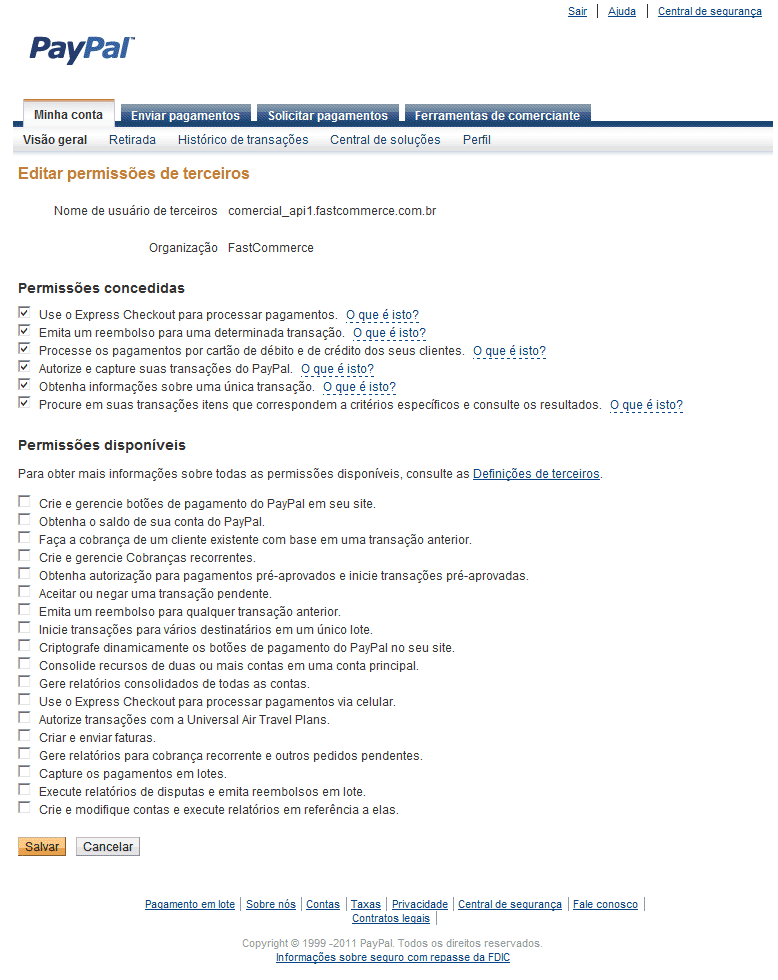 Sair Ajuda Central de segurança
PayPal™
Minha conta Enviar pagamentos Solicitar pagamentos Ferramentas de comerciante
Visão geral Retirada Histórico de transações Central de soluções Perfil
Editar permissões de terceiros
Nome de usuário de terceiros comercial_api1.fastcommerce.com.br
Organização FastCommerce
Permissões concedidas
Use o Express Checkout para processar pagamentos. O que é isto?
Emita um reembolso para uma determinada transação. O que é isto?
Processe os pagamentos por cartão de débito e de crédito dos seus clientes. O que é isto?
Autorize e capture suas transações do PayPal. O que é isto?
Obtenha informações sobre uma única transação. O que é isto?
Procure em suas transações itens que correspondem a critérios específicos e consulte os resultados. O que é isto?
Permissões disponíveis
Para obter mais informações sobre todas as permissões disponíveis, consulte as Definições de terceiros.
Crie e gerencie botões de pagamento do PayPal em seu site.
Obtenha o saldo de sua conta do PayPal.
Faça a cobrança de um cliente existente com base em uma transação anterior.
Crie e gerencie Cobranças recorrentes.
Obtenha autorização para pagamentos pré-aprovados e inicie transações pré-aprovadas.
Aceitar ou negar uma transação pendente.
Emita um reembolso para qualquer transação anterior.
Inicie transações para vários destinatários em um único lote.
Criptografe dinamicamente os botões de pagamento do PayPal no seu site.
Consolide recursos de duas ou mais contas em uma conta principal.
Gere relatórios consolidados de todas as contas.
Use o Express Checkout para processar pagamentos via celular.
Autorize transações com a Universal Air Travel Plans.
Criar e enviar faturas.
Gere relatórios para cobrança recorrente e outros pedidos pendentes.
Capture os pagamentos em lotes.
Execute relatórios de disputas e emita reembolsos em lote.
Crie e modifique contas e execute relatórios em referência a elas.
Salvar Cancelar
Pagamento em lote Sobre nós Contas Taxas Privacidade Central de segurança Fale conosco
Contratos legais
Copyright © 1999 -2011 PayPal. Todos os direitos reservados.
Informações sobre seguro com repasse da FDIC